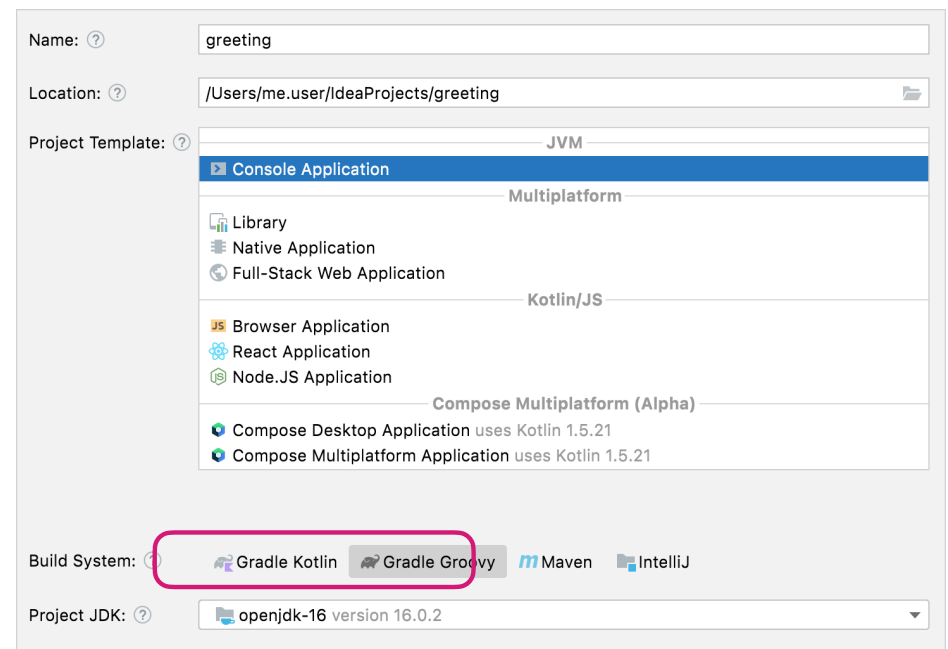 Name: ? greeting
Location: ? /Users/me.user/IdeaProjects/greeting
Project Template: ? JVM
Console Application
Multiplatform
Library
Native Application
Full-Stack Web Application
Kotlin/JS
JS Browser Application
React Application
JS Node.JS Application
Compose Multiplatform (Alpha)
Compose Desktop Application uses Kotlin 1.5.21
Compose Multiplatform Application uses Kotlin 1.5.21
Build System: ? Gradle Kotlin Gradle Groovy m Maven IntelliJ
Project JDK: ? openjdk-16 version 16.0.2